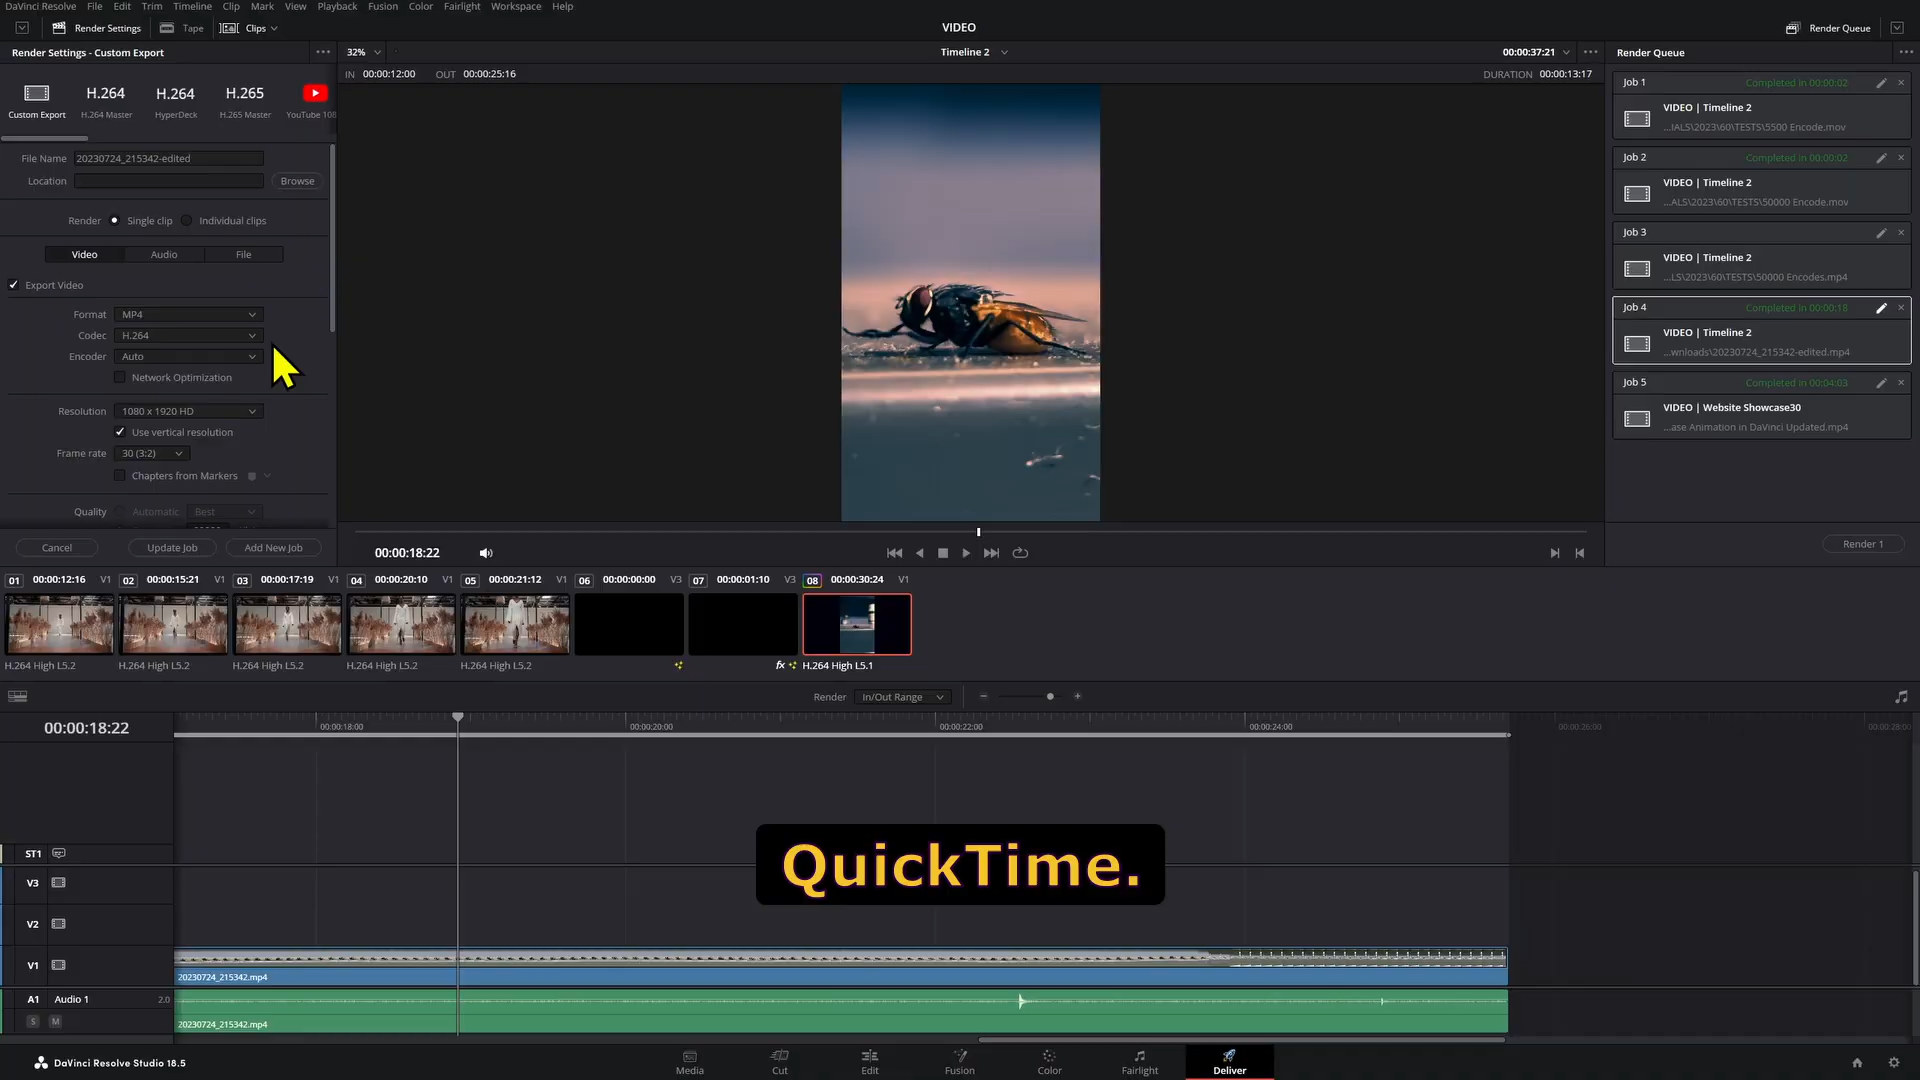 DaVinci Resolve File Edit Trim Timeline Clip Mark View Playback Fusion Color Fairlight Workspace Help
Render Settings Tape Clips VIDEO Render Queue
Render Settings - Custom Export 32% Timeline 2 00:00:37:21 Render Queue
IN 00:00:12:00 OUT 00:00:25:16 DURATION 00:00:13:17
H.264 H.264 H.265
Custom Export H.264 Master HyperDeck H.265 Master YouTube 108
File Name 20230724_215342-edited
Location Browse
Render Single clip Individual clips
Video Audio File
Export Video
Format MP4
Codec H.264
Encoder Auto
Network Optimization
Resolution 1080 x 1920 HD
Use vertical resolution
Frame rate 30 (3:2)
Chapters from Markers
Quality Automatic Best
Cancel Update Job Add New Job
Job 1 Completed in 00:00:02
VIDEO | Timeline 2
...IALS\2023\60\TESTS\5500 Encode.mov
Job 2 Completed in 00:00:02
VIDEO | Timeline 2
...ALS\2023\60\TESTS\50000 Encode.mov
Job 3
VIDEO | Timeline 2
...LS\2023\60\TESTS\50000 Encodes.mp4
Job 4 Completed in 00:00:18
VIDEO | Timeline 2
...wnloads\20230724_215342-edited.mp4
Job 5 Completed in 00:04:03
VIDEO | Website Showcase30
...ase Animation in DaVinci Updated.mp4
Render 1
00:00:18:22
01 00:00:12:16 V1 02 00:00:15:21 V1 03 00:00:17:19 V1 04 00:00:20:10 V1 05 00:00:21:12 V1 06 00:00:00:00 V3 07 00:00:01:10 V3 08 00:00:30:24 V1
H.264 High L5.2 H.264 High L5.2 H.264 High L5.2 H.264 High L5.2 H.264 High L5.2 fx H.264 High L5.1
Render In/Out Range
00:00:18:22 00:00:18:00 00:00:20:00 00:00:22:00 00:00:24:00 00:00:26:00 00:00:28:00
QuickTime.
ST1
V3
V2
V1
20230724_215342.mp4
A1 Audio 1 2.0
S M
20230724_215342.mp4
DaVinci Resolve Studio 18.5 Media Cut Edit Fusion Color Fairlight Deliver